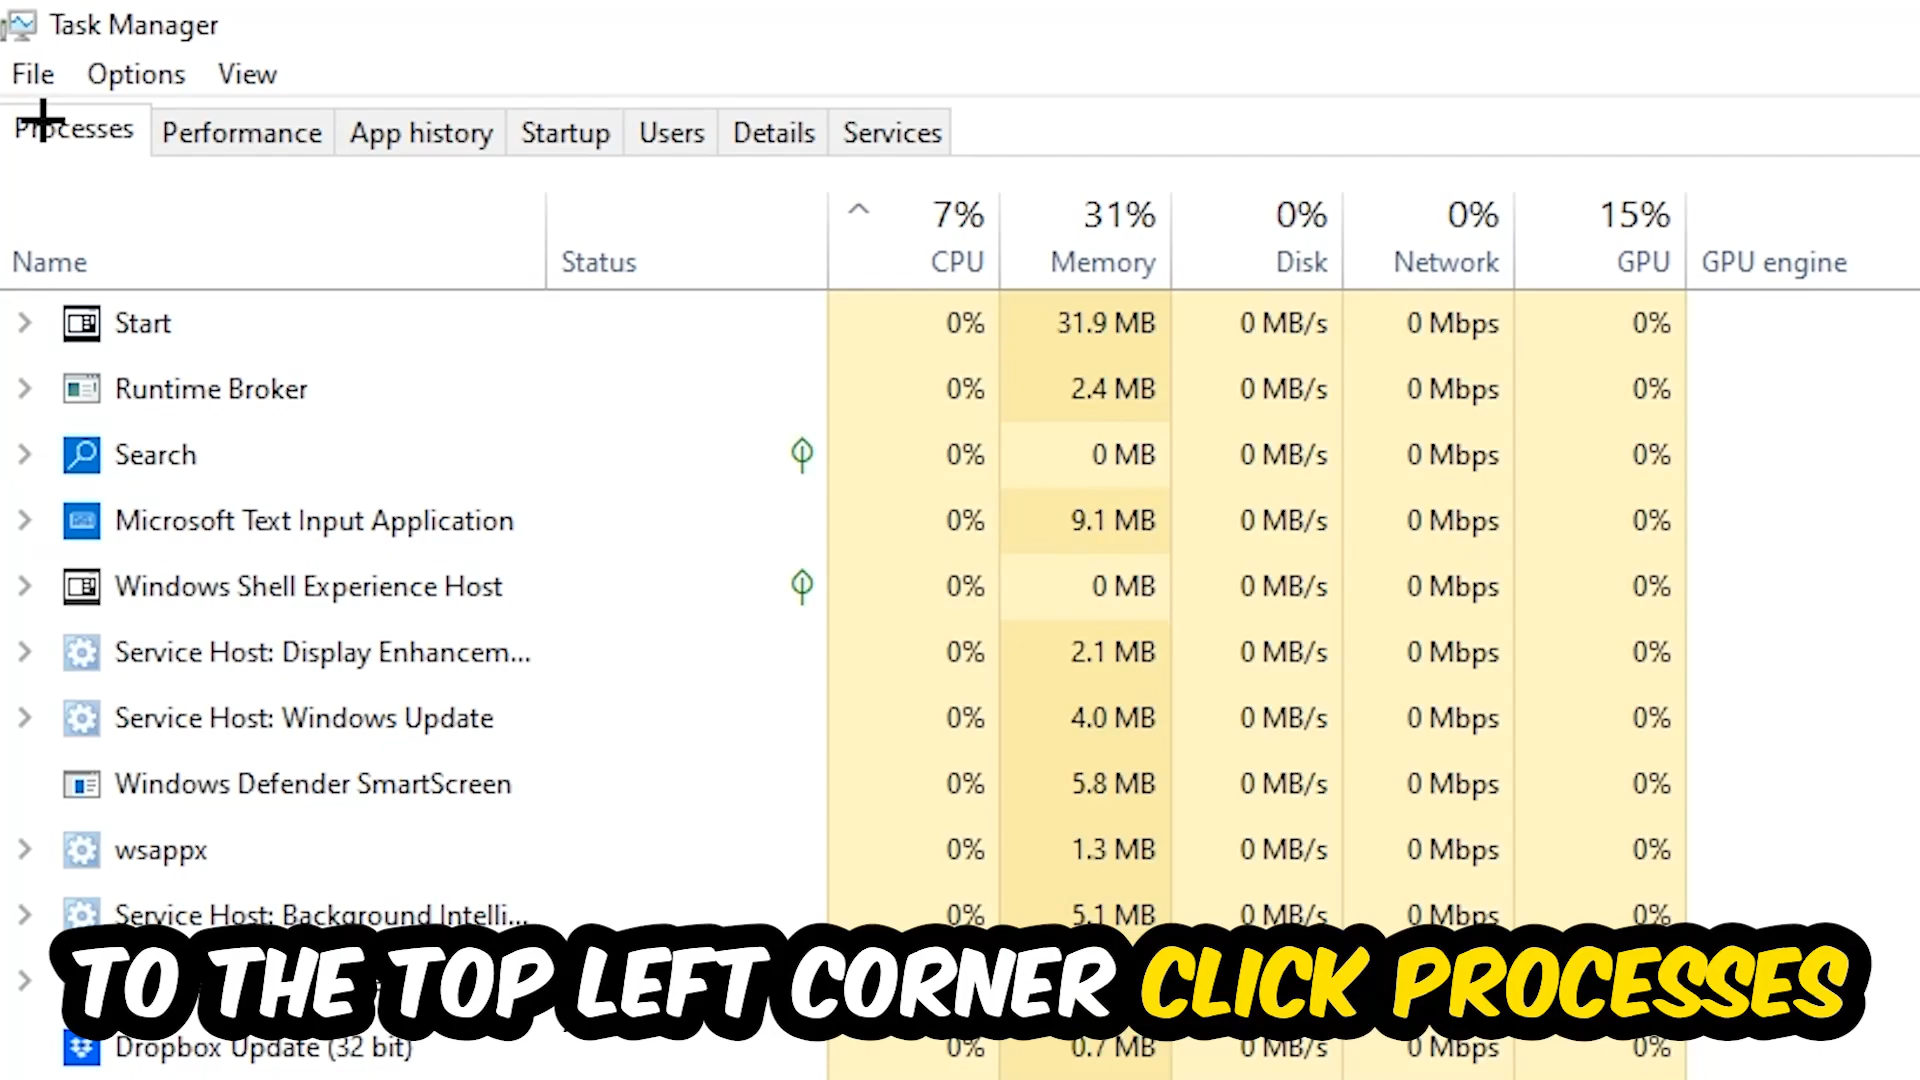 Task Manager
File Options View
Processes Performance App history Startup Users Details Services
7% 31% 0% 0% 15%
Name Status CPU Memory Disk Network GPU GPU engine
Start 0% 31.9 MB 0 MB/s 0 Mbps 0%
Runtime Broker 0% 2.4 MB 0 MB/s 0 Mbps 0%
Search 0% 0 MB 0 MB/s 0 Mbps 0%
Microsoft Text Input Application 0% 9.1 MB 0 MB/s 0 Mbps 0%
Windows Shell Experience Host 0% 0 MB 0 MB/s 0 Mbps 0%
Service Host: Display Enhancem... 0% 2.1 MB 0 MB/s 0 Mbps 0%
Service Host: Windows Update 0% 4.0 MB 0 MB/s 0 Mbps 0%
Windows Defender SmartScreen 0% 5.8 MB 0 MB/s 0 Mbps 0%
wsappx 0% 1.3 MB 0 MB/s 0 Mbps 0%
Service Host: Background Intelli... 0% 5.1 MB 0 MB/s 0 Mbps 0%
TO THE TOP LEFT CORNER CLICK PROCESSES
Dropbox Update (32 bit) 0% 0.7 MB 0 MB/s 0 Mbps 0%